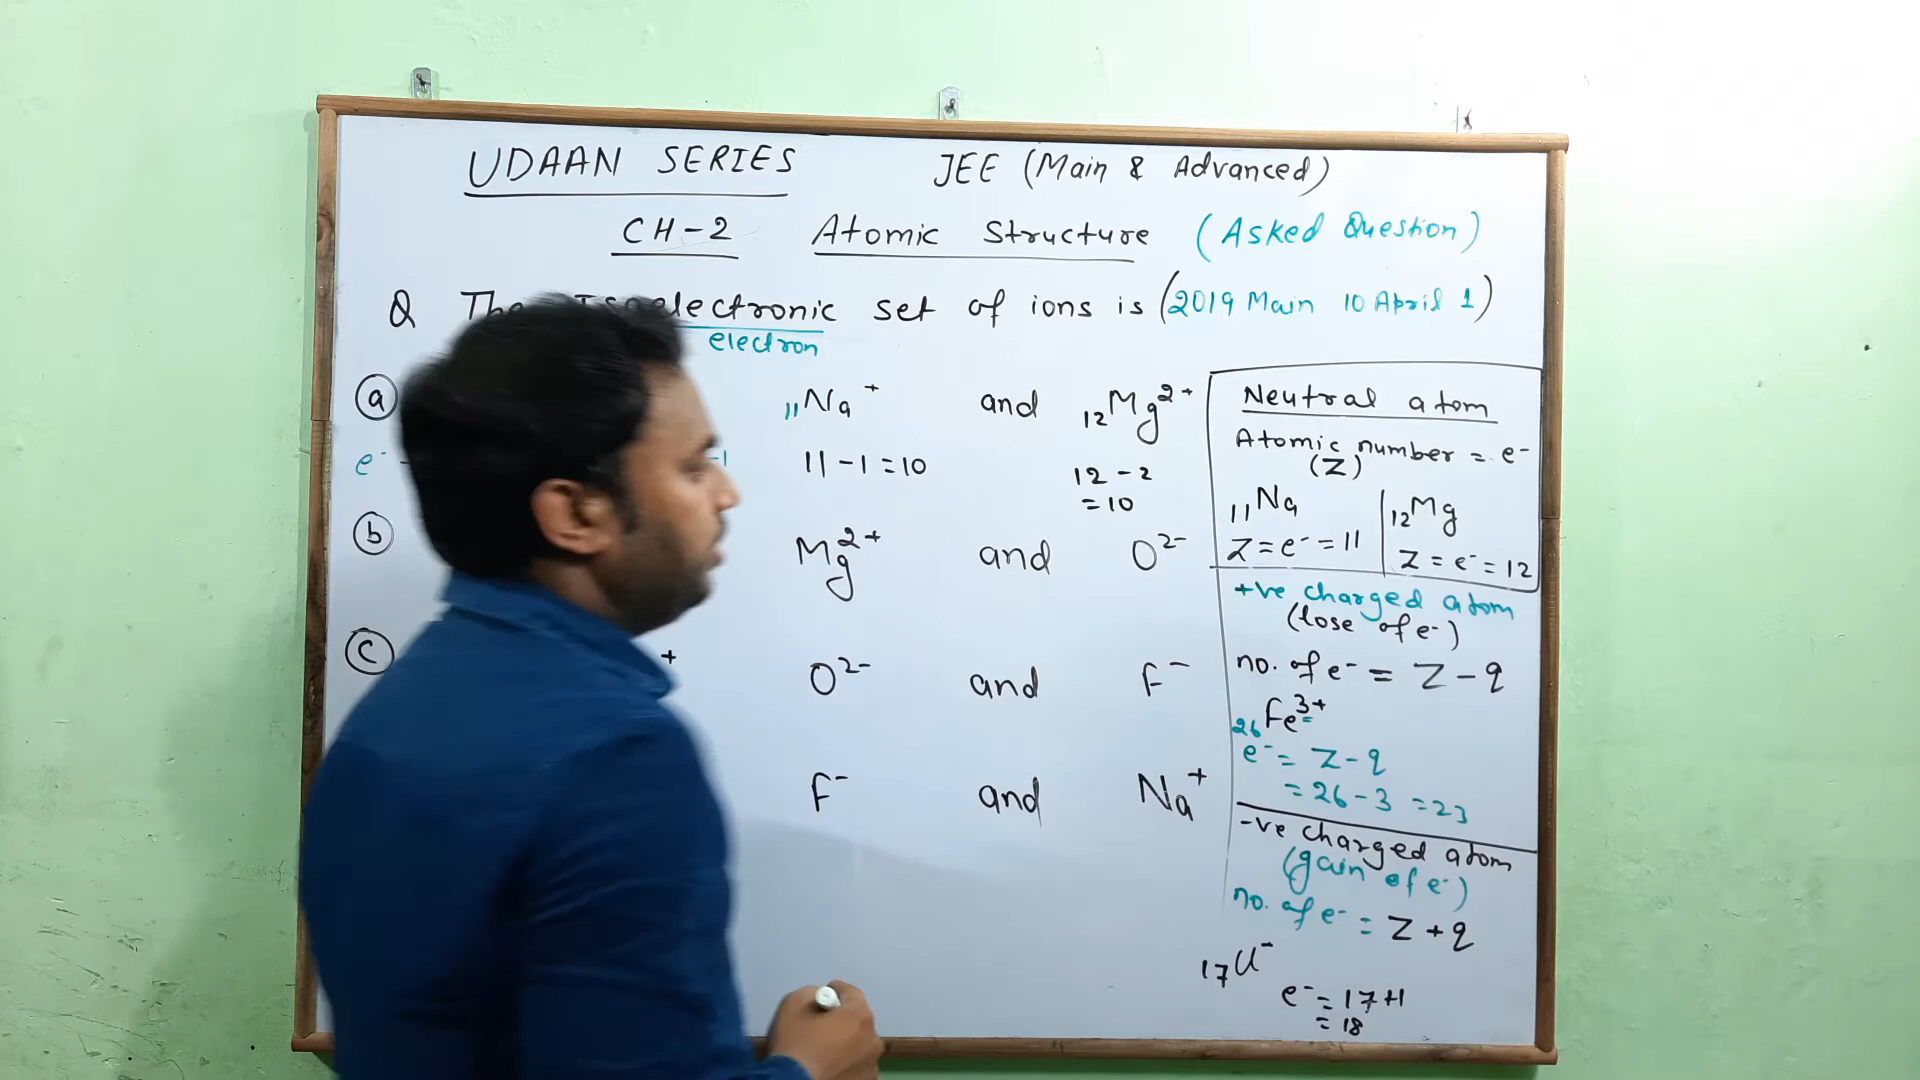 UDAAN SERIES JEE (Main & Advanced)
CH-2 Atomic Structure (Asked Question)
Q The Isoelectronic set of ions is (2019 Main 10 April 1)
electron
a 11Na+ and 12Mg2+
e- -1 11-1=10 12-2
=10
b Mg2+ and O2-
c + O2- and F-
F- and Na+
Neutral atom
Atomic number = e-
(Z)
11Na 12Mg
Z=e-=11 Z=e-=12
+ve charged atom
(lose of e-)
no. of e- = Z-q
26Fe3+
e- = Z-q
=26-3 =23
-ve charged atom
(gain of e-)
no. of e- = Z+q
17Cl-
e- = 17+1
= 18